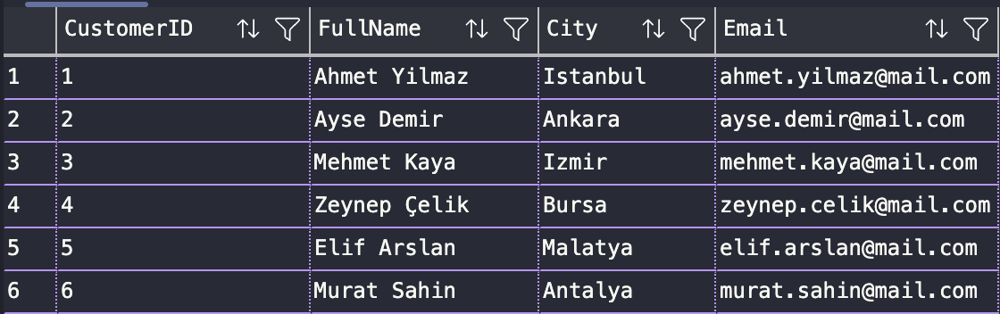 CustomerID FullName City Email
1 1 Ahmet Yilmaz Istanbul ahmet.yilmaz@mail.com
2 2 Ayse Demir Ankara ayse.demir@mail.com
3 3 Mehmet Kaya Izmir mehmet.kaya@mail.com
4 4 Zeynep Çelik Bursa zeynep.celik@mail.com
5 5 Elif Arslan Malatya elif.arslan@mail.com
6 6 Murat Sahin Antalya murat.sahin@mail.com